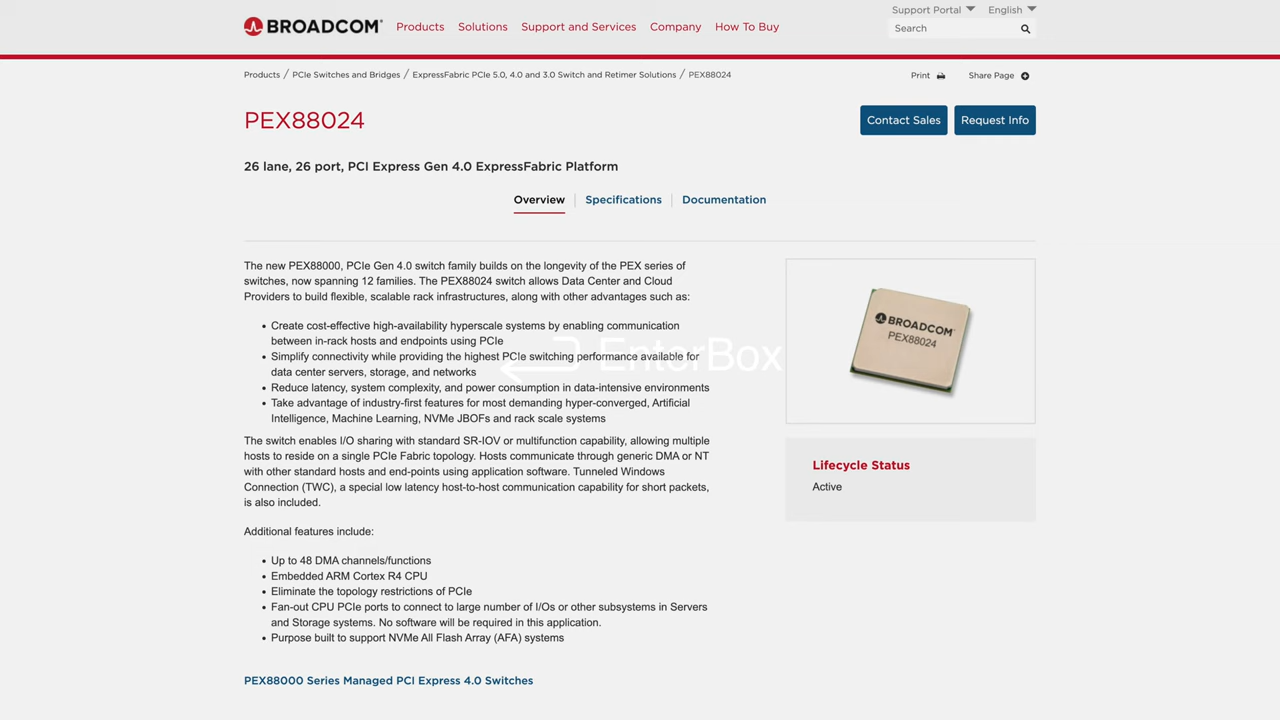 Support Portal English
BROADCOM Products Solutions Support and Services Company How To Buy Search
Products / PCIe Switches and Bridges / ExpressFabric PCIe 5.0, 4.0 and 3.0 Switch and Retimer Solutions / PEX88024 Print Share Page
PEX88024
Contact Sales Request Info
26 lane, 26 port, PCI Express Gen 4.0 ExpressFabric Platform
Overview Specifications Documentation
The new PEX88000, PCIe Gen 4.0 switch family builds on the longevity of the PEX series of
switches, now spanning 12 families. The PEX88024 switch allows Data Center and Cloud
Providers to build flexible, scalable rack infrastructures, along with other advantages such as:
• Create cost-effective high-availability hyperscale systems by enabling communication
between in-rack hosts and endpoints using PCIe
• Simplify connectivity while providing the highest PCIe switching performance available for
data center servers, storage, and networks
• Reduce latency, system complexity, and power consumption in data-intensive environments
• Take advantage of industry-first features for most demanding hyper-converged, Artificial
Intelligence, Machine Learning, NVMe JBOFs and rack scale systems
EnterBox
The switch enables I/O sharing with standard SR-IOV or multifunction capability, allowing multiple
hosts to reside on a single PCIe Fabric topology. Hosts communicate through generic DMA or NT
with other standard hosts and end-points using application software. Tunneled Windows
Connection (TWC), a special low latency host-to-host communication capability for short packets,
is also included.
Additional features include:
• Up to 48 DMA channels/functions
• Embedded ARM Cortex R4 CPU
• Eliminate the topology restrictions of PCIe
• Fan-out CPU PCIe ports to connect to large number of I/Os or other subsystems in Servers
and Storage systems. No software will be required in this application.
• Purpose built to support NVMe All Flash Array (AFA) systems
PEX88000 Series Managed PCI Express 4.0 Switches
BROADCOM
PEX88024
Lifecycle Status
Active